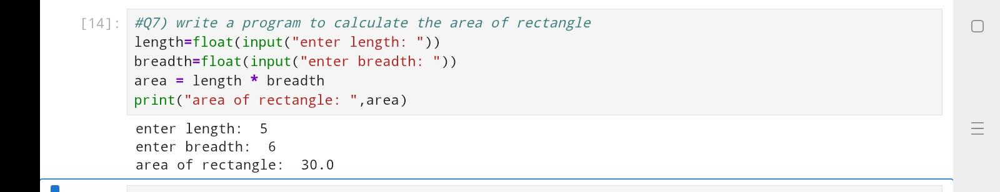 [14]: #Q7) write a program to calculate the area of rectangle
length=float(input("enter length: "))
breadth=float(input("enter breadth: "))
area = length * breadth
print("area of rectangle: ",area)
enter length:  5
enter breadth:  6
area of rectangle:  30.0